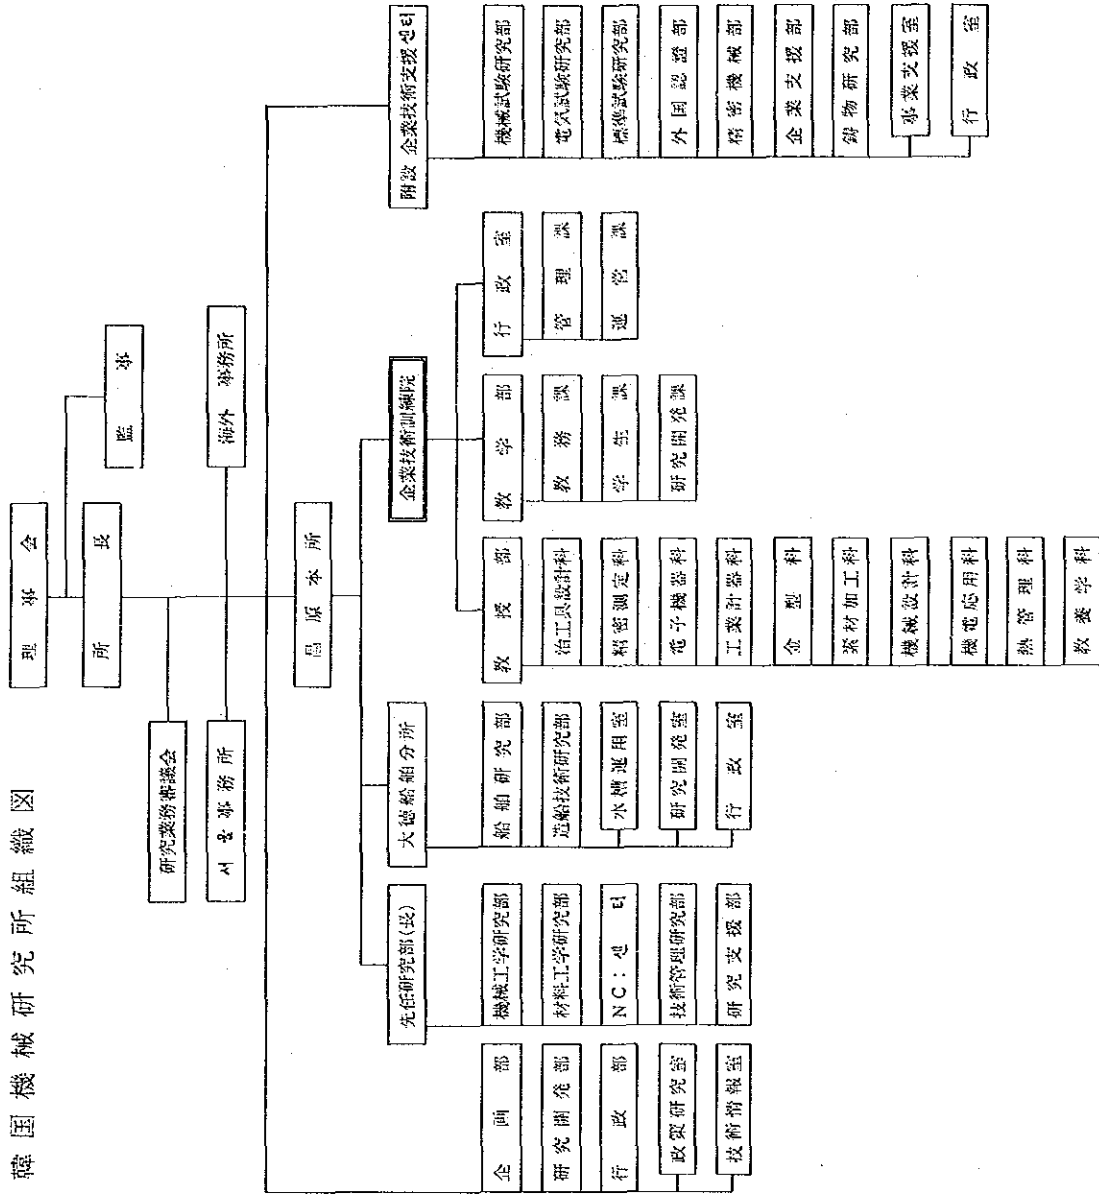 韓国機械研究所組織図
理事会
監事
所長
研究業務審議会
서울事務所
海外事務所
昌原本所
先任研究部(長)
大徳船舶分所
企業技術訓練院
附設 企業技術支援센터
企画部
研究開発部
行政部
政策研究室
技術情報室
機械工学研究部
材料工学研究部
NC:센터
技術管理研究部
研究支援部
船舶研究部
造船技術研究部
水槽運用室
研究開発室
行政室
教授部
治工具設計科
精密測定科
電子機器科
工業計器科
金型科
素材加工科
機械設計科
機電応用科
熱管理科
教養学科
教学部
教務課
学生課
研究開発課
行政室
管理課
運営課
機械試験研究部
電気試験研究部
標準試験研究部
外国認証部
精密機械部
企業支援部
鋳物研究部
事業支援室
行政室